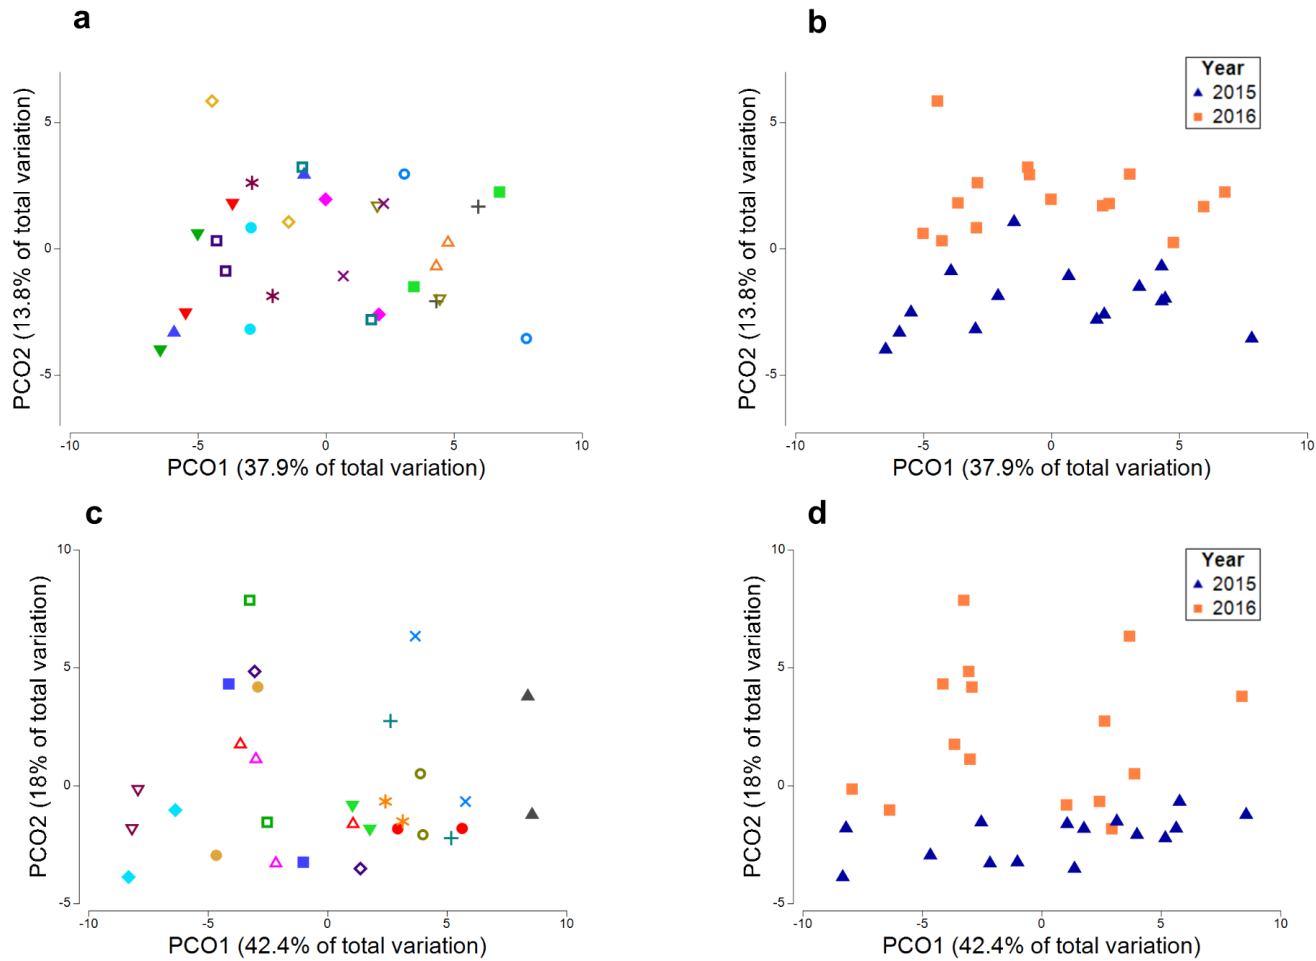 a
PCO2 (13.8% of total variation)
5
0
-5
-10 -5 0 5 10
PCO1 (37.9% of total variation)
b
Year
2015
2016
PCO2 (13.8% of total variation)
5
0
-5
-10 -5 0 5 10
PCO1 (37.9% of total variation)
c
PCO2 (18% of total variation)
10
5
0
-5
-10 -5 0 5 10
PCO1 (42.4% of total variation)
d
Year
2015
2016
PCO2 (18% of total variation)
10
5
0
-5
-10 -5 0 5 10
PCO1 (42.4% of total variation)